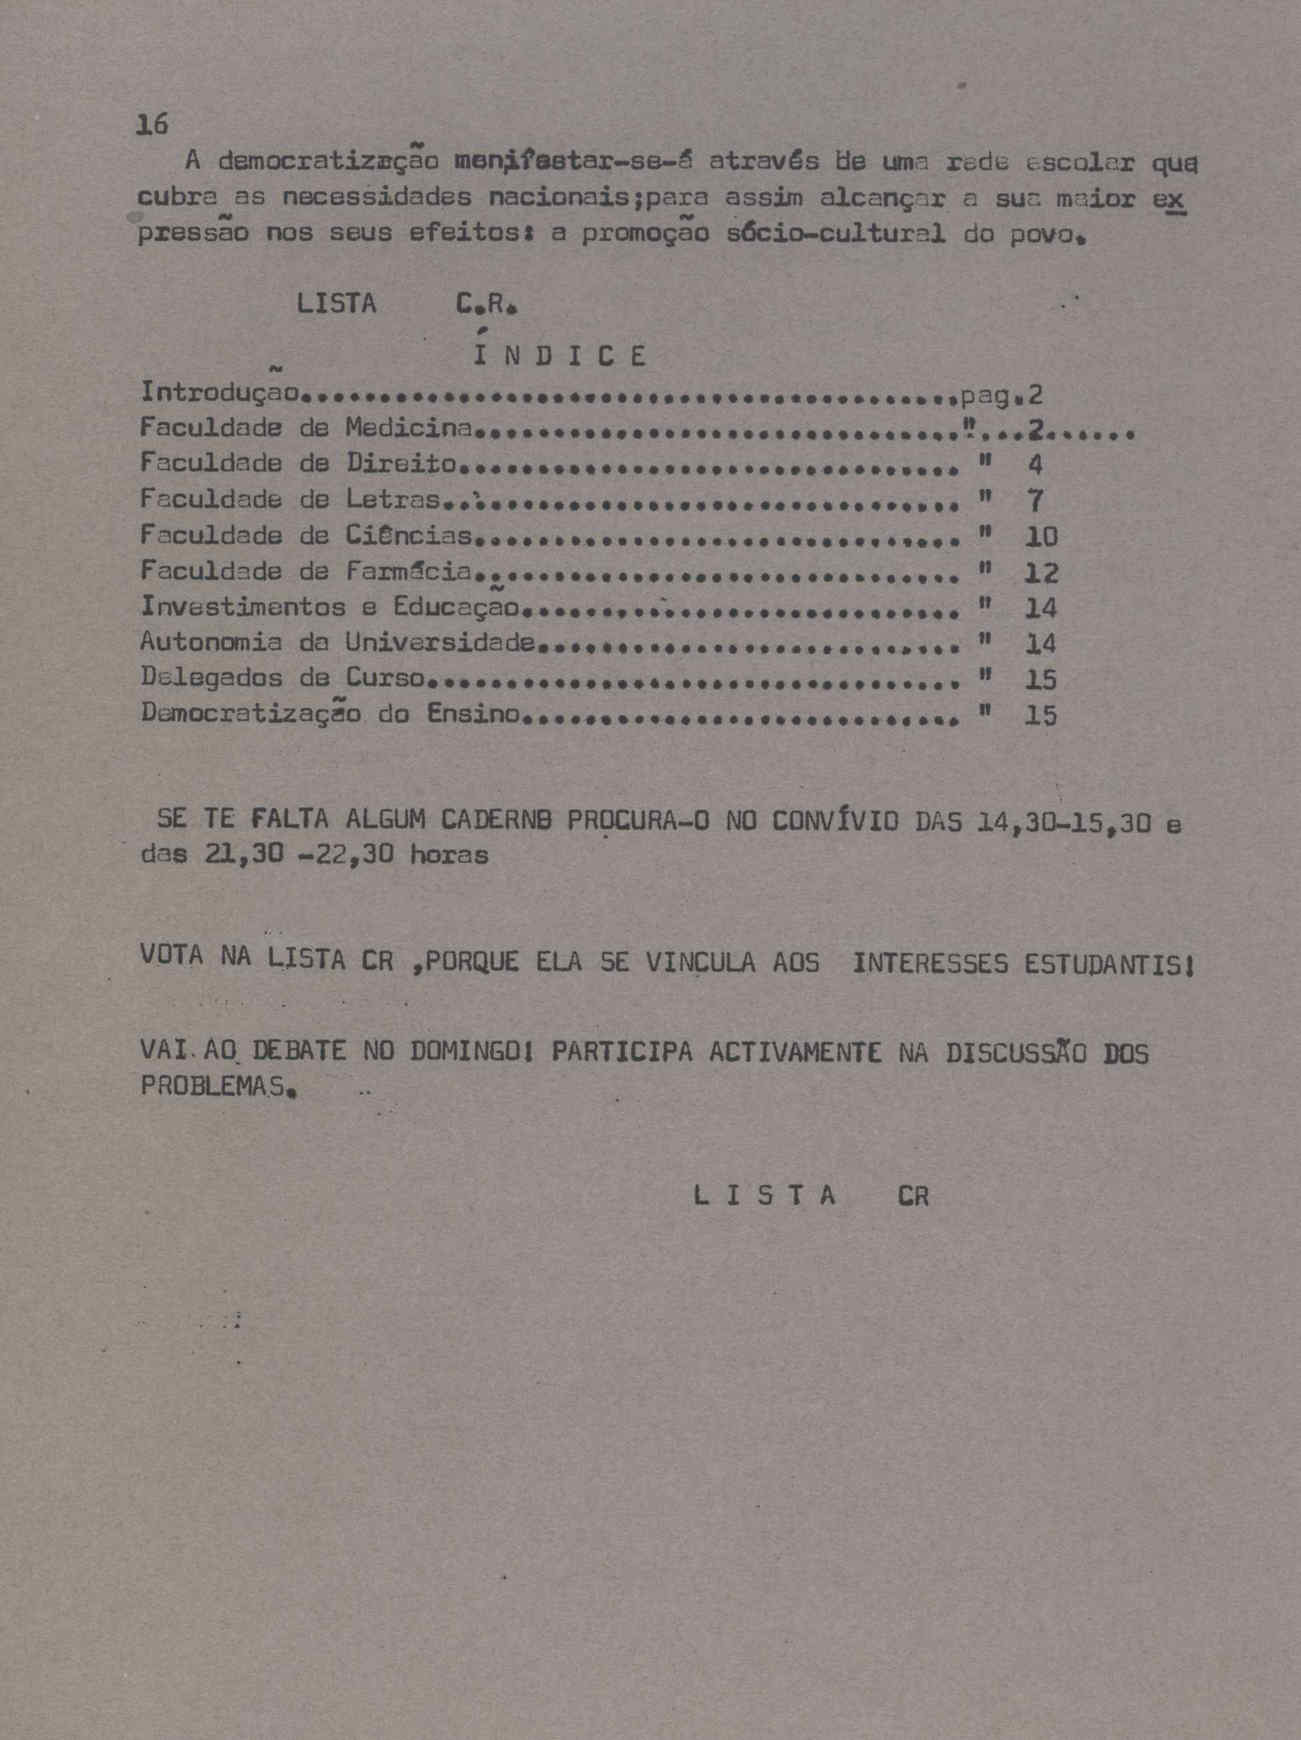 16
A democratização menifestar-se-á através de uma rede escolar que
cubra as necessidades nacionais;para assim alcançar a sua maior ex
pressão nos seus efeitos: a promoção sócio-cultural do povo.
LISTA C.R.
Í N D I C E
Introdução..........................................pag.2
Faculdade de Medicina..............................."....2......
Faculdade de Direito................................ " 4
Faculdade de Letras................................. " 7
Faculdade de Ciências............................... " 10
Faculdade de Farmácia............................... " 12
Investimentos e Educação............................ " 14
Autonomia da Universidade........................... " 14
Delegados de Curso.................................. " 15
Democratização do Ensino............................ " 15
SE TE FALTA ALGUM CADERNO PROCURA-O NO CONVÍVIO DAS 14,30-15,30 e
das 21,30 -22,30 horas
VOTA NA LISTA CR ,PORQUE ELA SE VINCULA AOS INTERESSES ESTUDANTIS!
VAI AO DEBATE NO DOMINGO! PARTICIPA ACTIVAMENTE NA DISCUSSÃO DOS
PROBLEMAS.
L I S T A CR